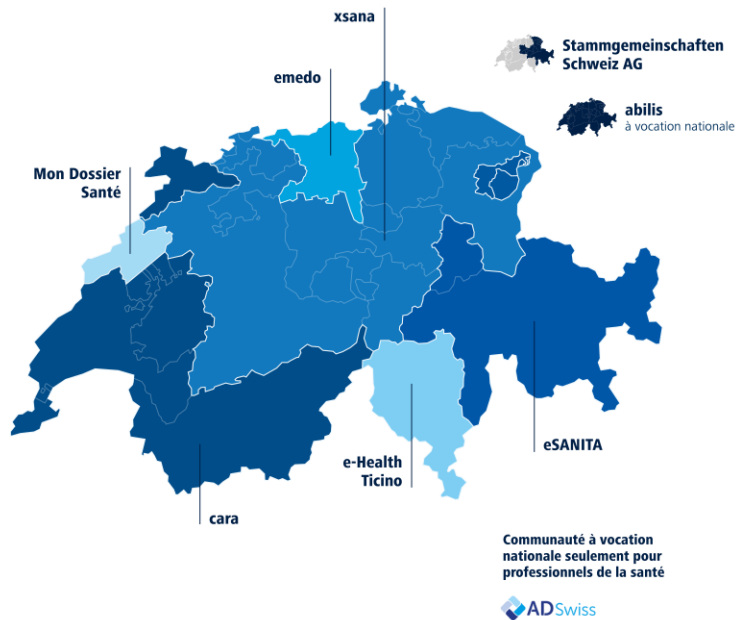 xsana
Stammgemeinschaften
Schweiz AG
emedo
abilis
à vocation nationale
Mon Dossier
Santé
eSANITA
e-Health
Ticino
cara
Communauté à vocation
nationale seulement pour
professionnels de la santé
ADSwiss